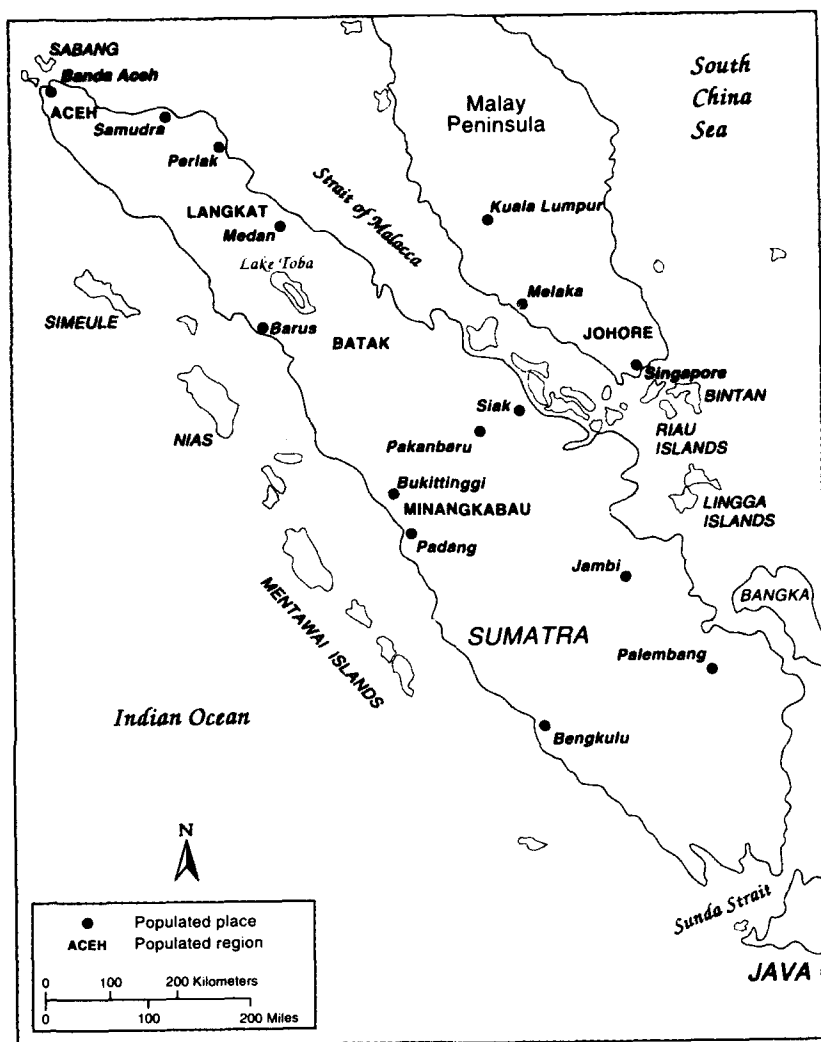 SABANG
Banda Aceh
ACEH
Samudra
Perlak
LANGKAT
Medan
Lake Toba
Strait of Malacca
Malay
Peninsula
South
China
Sea
Kuala Lumpur
Melaka
JOHORE
Singapore
BINTAN
RIAU
ISLANDS
LINGGA
ISLANDS
SIMEULE
Barus
BATAK
NIAS
Siak
Pakanbaru
Bukittinggi
MINANGKABAU
Padang
Jambi
BANGKA
MENTAWAI ISLANDS
SUMATRA
Palembang
Indian Ocean
Bengkulu
N
Sunda Strait
JAVA
Populated place
ACEH Populated region
0 100 200 Kilometers
0 100 200 Miles